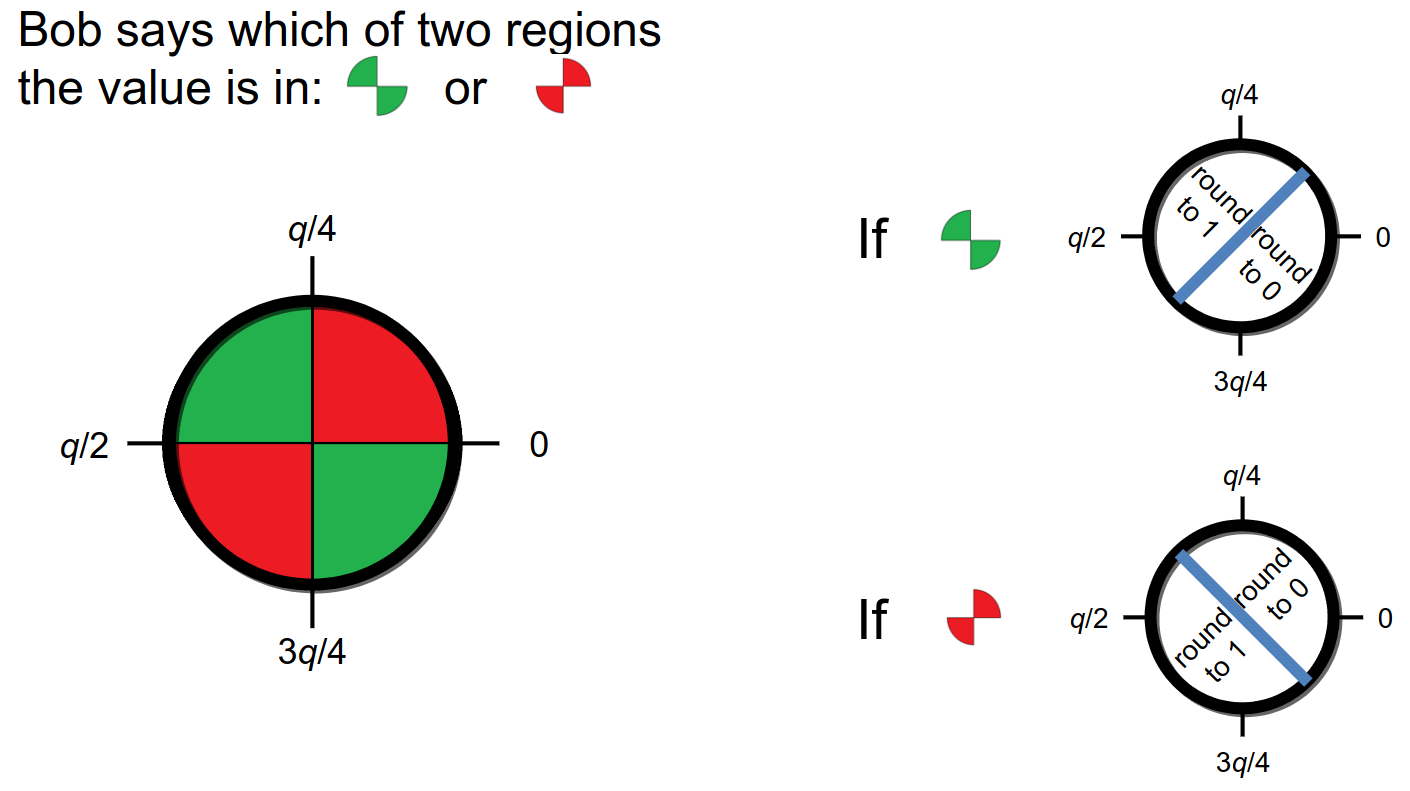 Bob says which of two regions
the value is in: or
q/4
q/2
0
3q/4
If
q/4
q/2
0
3q/4
round
to 1
round
to 0
If
q/4
q/2
0
3q/4
round
to 0
round
to 1